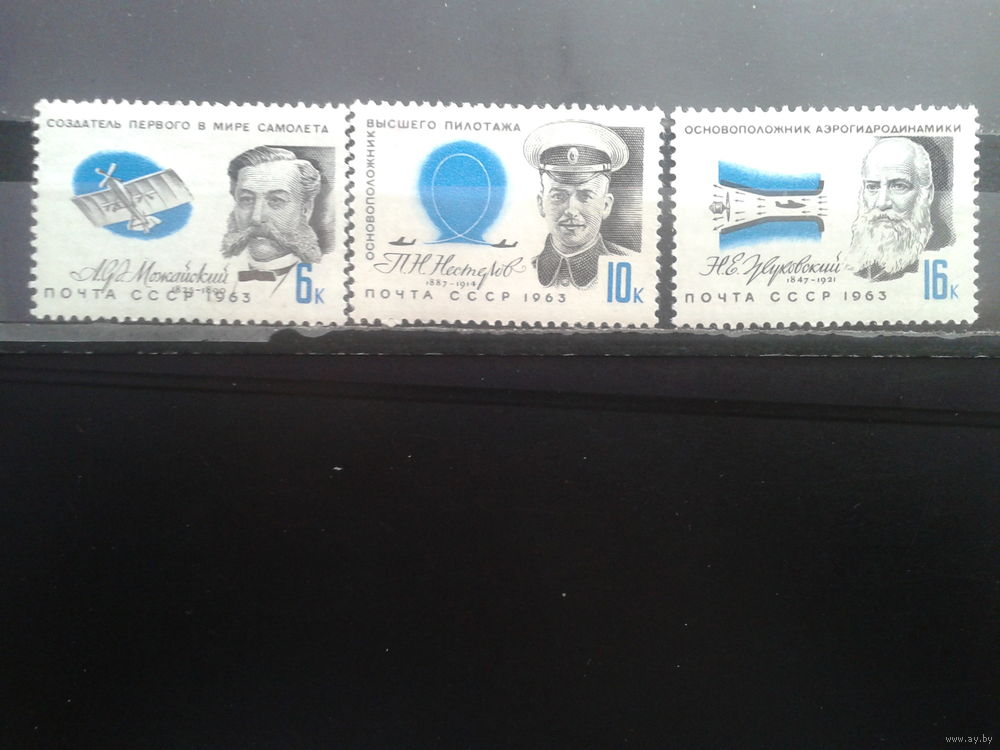 СОЗДАТЕЛЬ ПЕРВОГО В МИРЕ САМОЛЕТА
А.Ф. Можайский
ПОЧТА СССР 1963
6к
ОСНОВОПОЛОЖНИК
ВЫСШЕГО ПИЛОТАЖА
П.Н. Нестеров
1887-1914
ПОЧТА СССР 1963
10к
ОСНОВОПОЛОЖНИК АЭРОГИДРОДИНАМИКИ
Н.Е. Жуковский
1847-1921
ПОЧТА СССР 1963
16к
www.ay.by